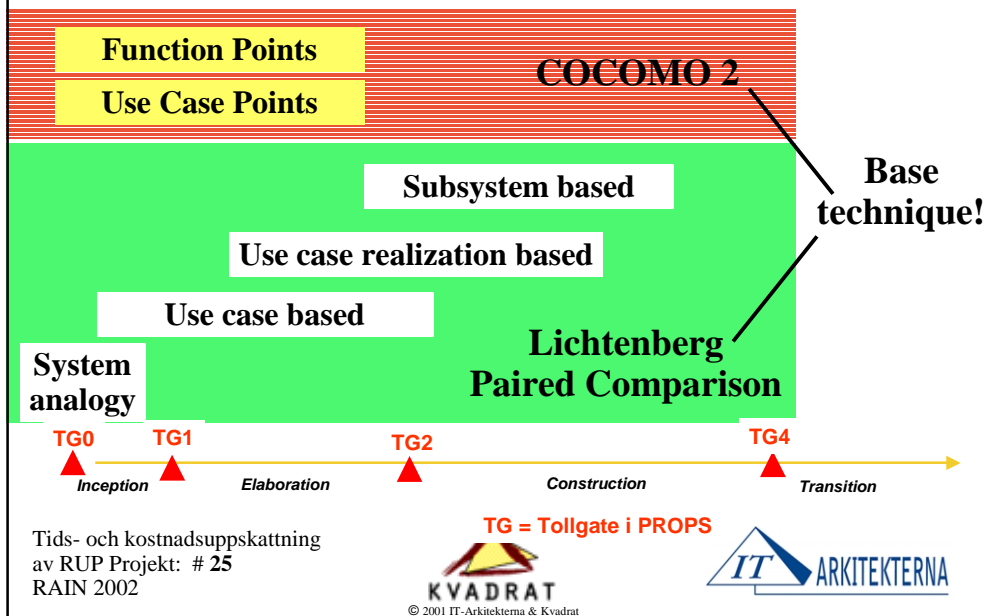 Function Points
COCOMO 2
Use Case Points
Base
technique!
Subsystem based
Use case realization based
Use case based
Lichtenberg
Paired Comparison
System
analogy
TG0
TG1
TG2
TG4
Inception
Elaboration
Construction
Transition
TG = Tollgate i PROPS
Tids- och kostnadsuppskattning
av RUP Projekt: # 25
RAIN 2002
KVADRAT
© 2001 IT-Arkitekterna & Kvadrat
IT ARKITEKTERNA